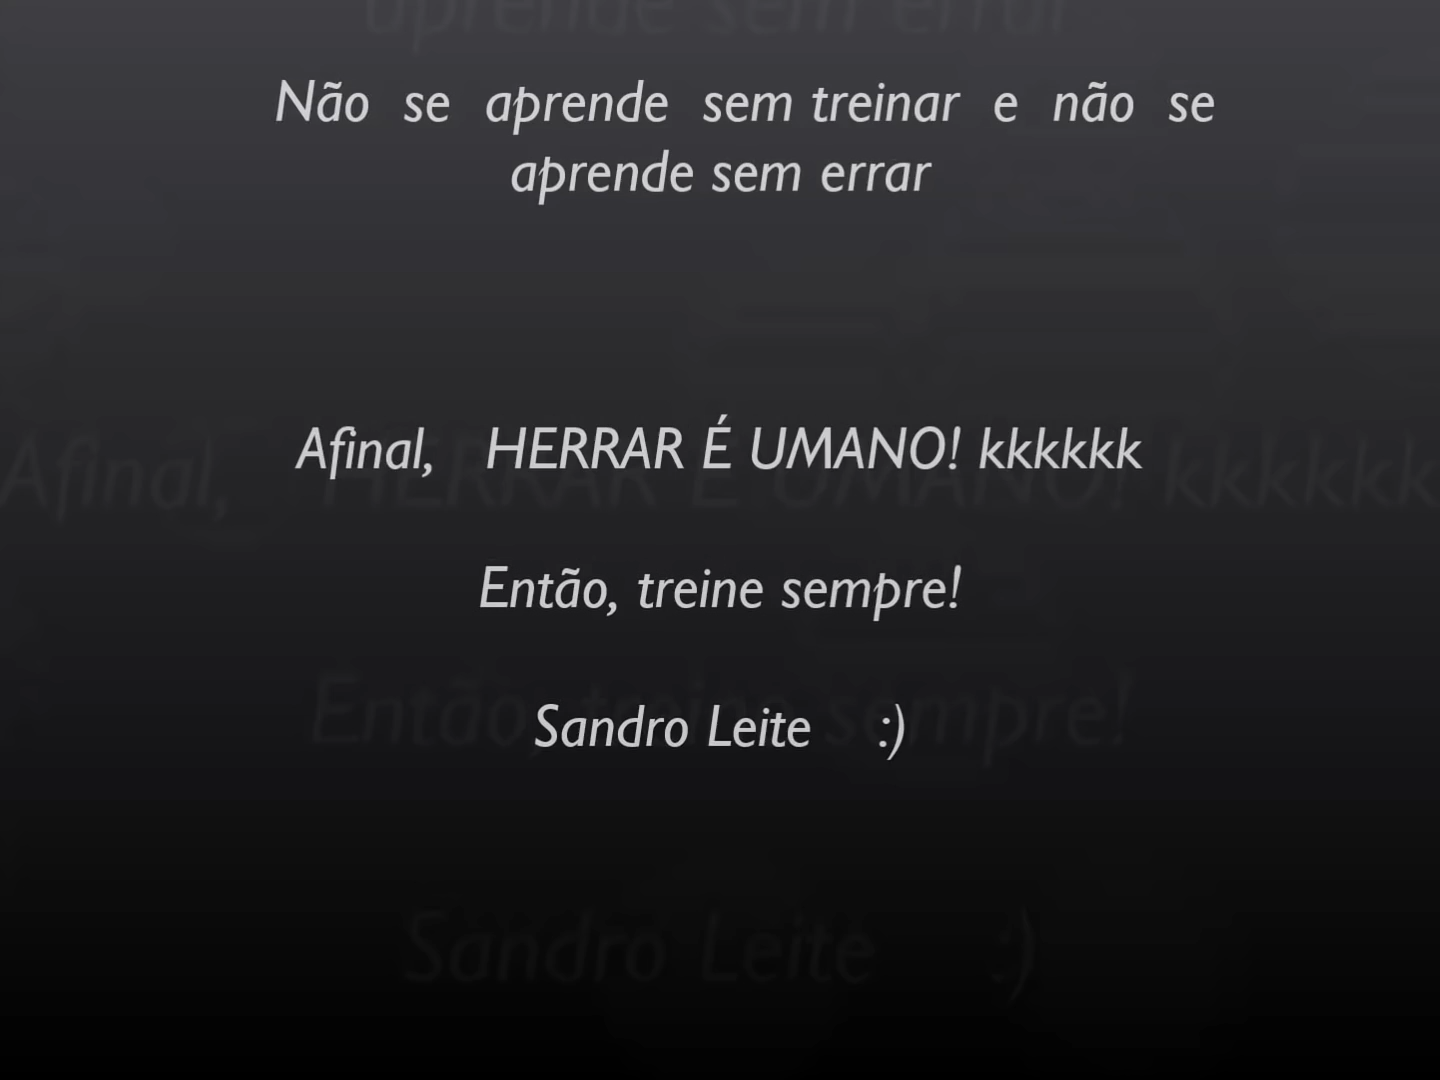 Não se aprende sem treinar e não se
aprende sem errar
Afinal, HERRAR É UMANO! kkkkkk
Então, treine sempre!
Sandro Leite :)